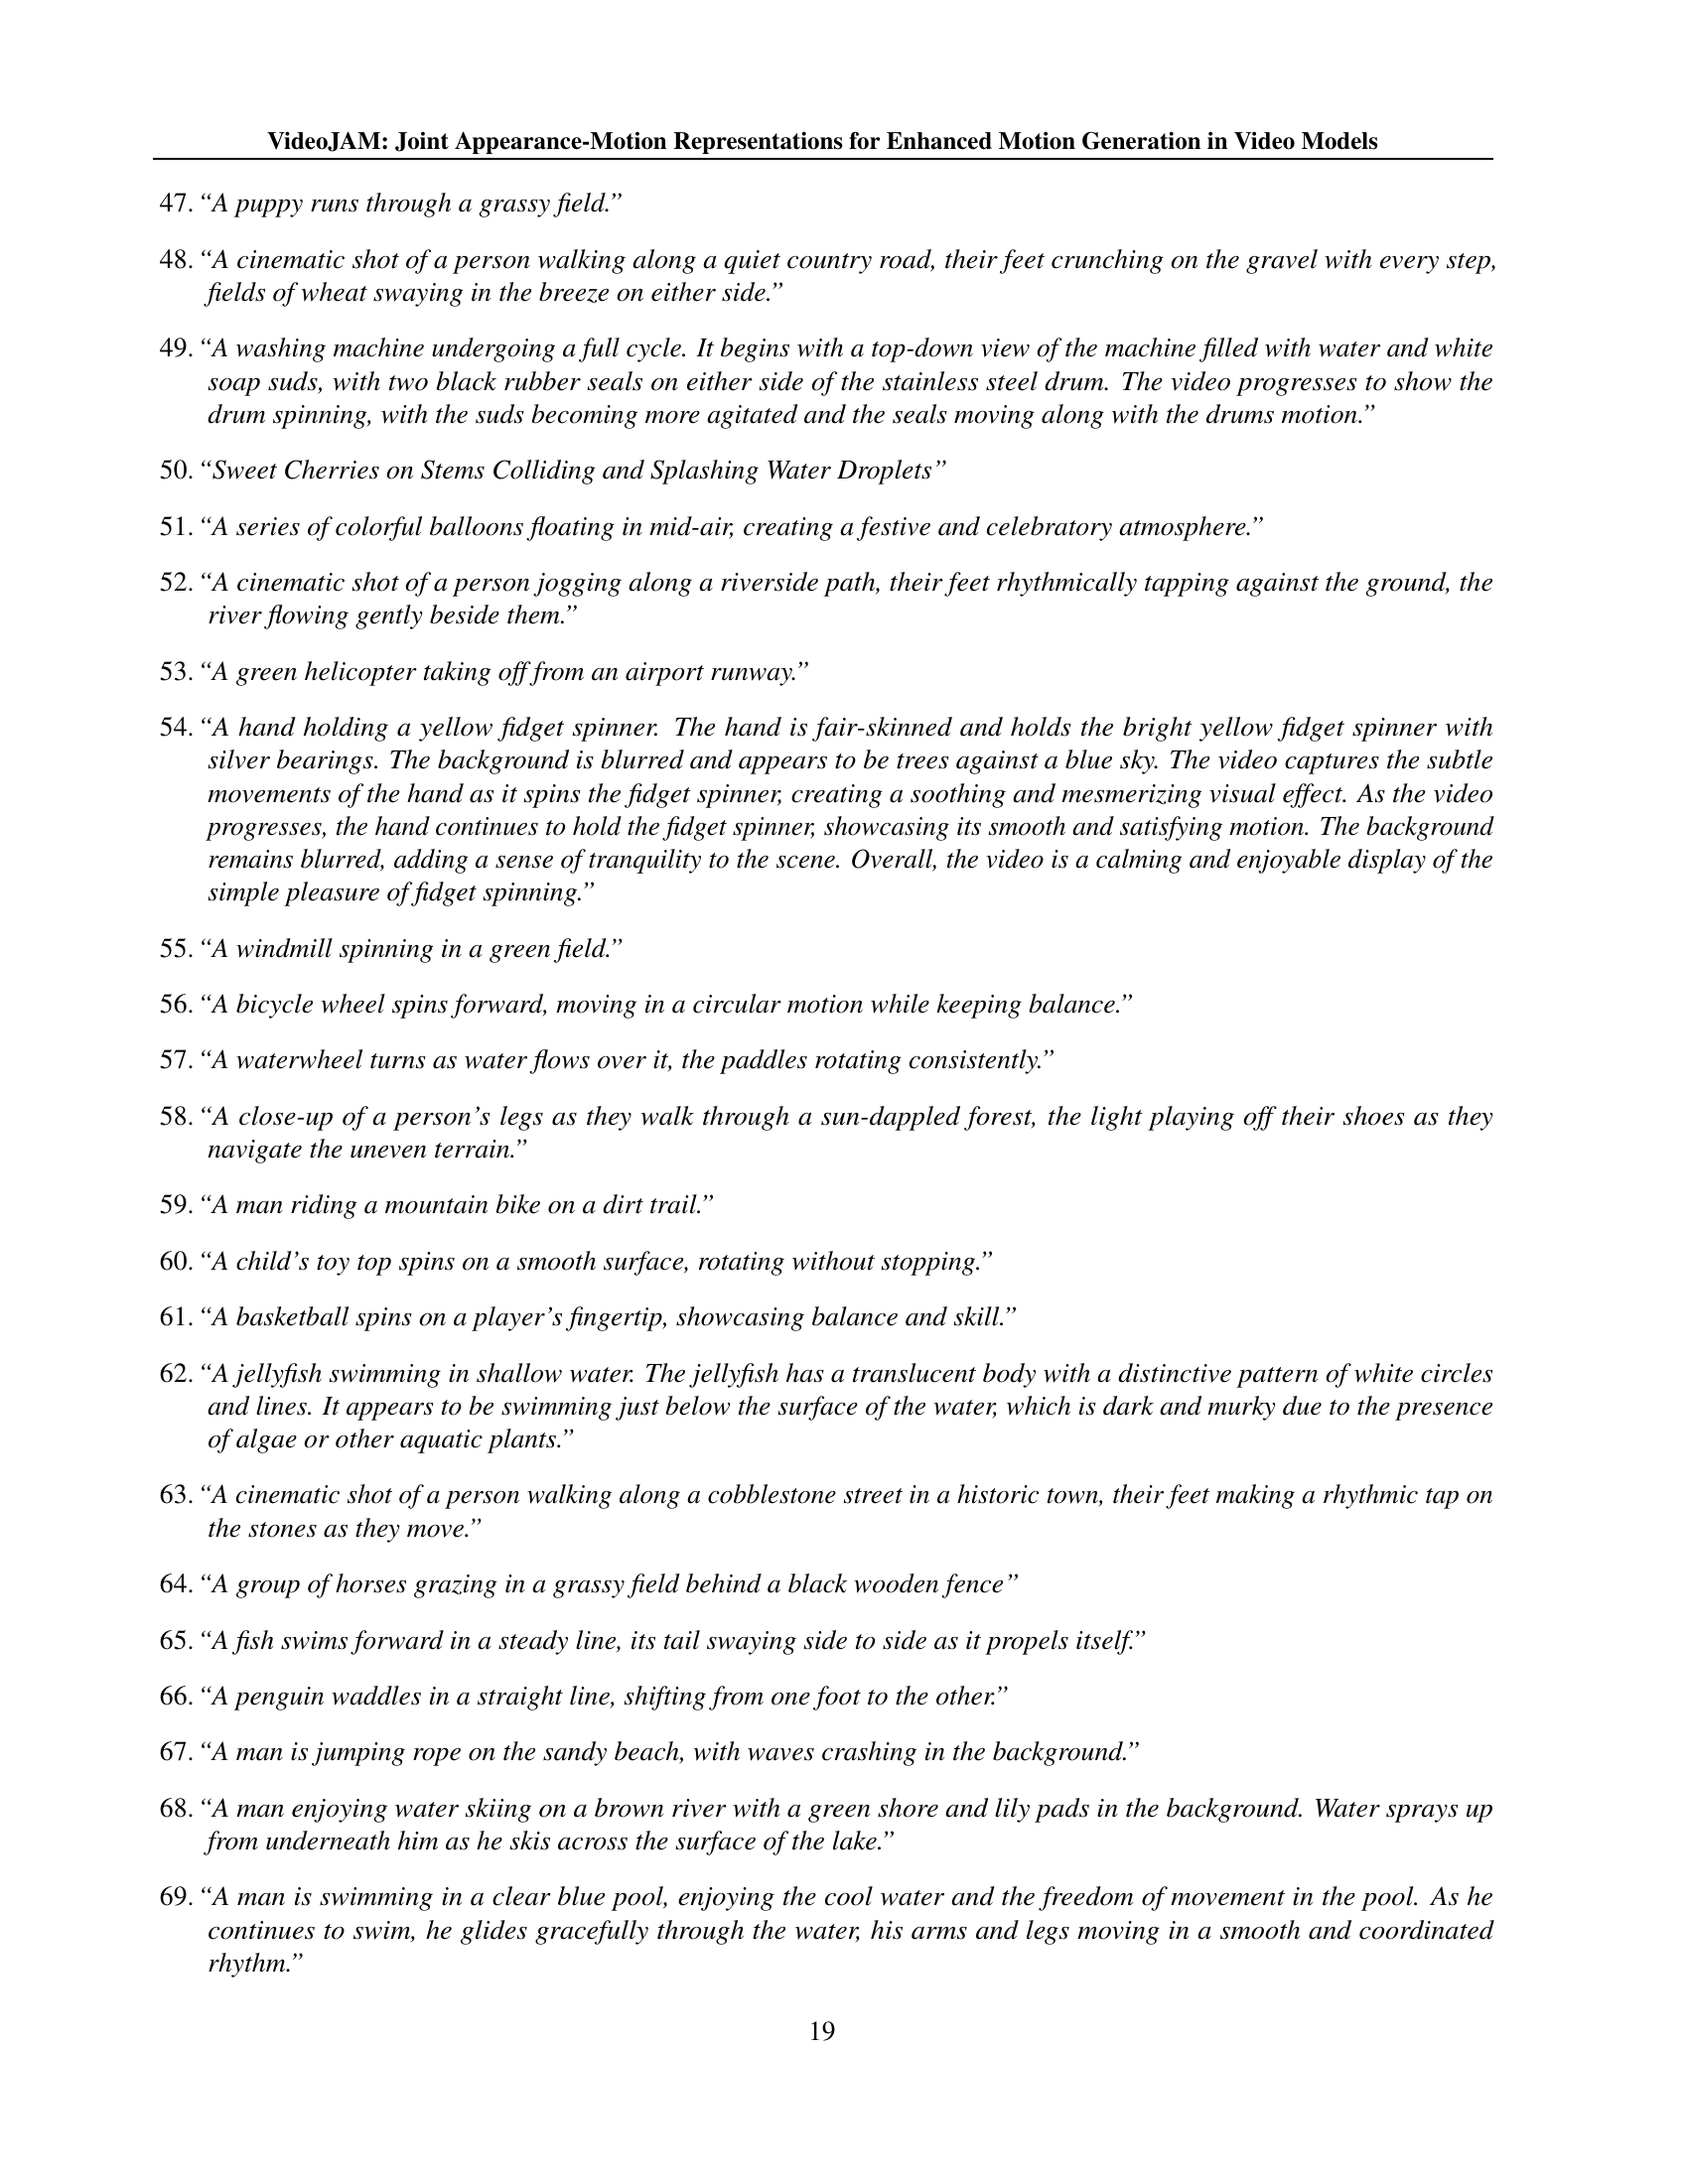 VideoJAM: Joint Appearance-Motion Representations for Enhanced Motion Generation in Video Models
47. “A puppy runs through a grassy field.”
48. “A cinematic shot of a person walking along a quiet country road, their feet crunching on the gravel with every step,
fields of wheat swaying in the breeze on either side.”
49. “A washing machine undergoing a full cycle. It begins with a top-down view of the machine filled with water and white
soap suds, with two black rubber seals on either side of the stainless steel drum. The video progresses to show the
drum spinning, with the suds becoming more agitated and the seals moving along with the drums motion.”
50. “Sweet Cherries on Stems Colliding and Splashing Water Droplets”
51. “A series of colorful balloons floating in mid-air, creating a festive and celebratory atmosphere.”
52. “A cinematic shot of a person jogging along a riverside path, their feet rhythmically tapping against the ground, the
river flowing gently beside them.”
53. “A green helicopter taking off from an airport runway.”
54. “A hand holding a yellow fidget spinner. The hand is fair-skinned and holds the bright yellow fidget spinner with
silver bearings. The background is blurred and appears to be trees against a blue sky. The video captures the subtle
movements of the hand as it spins the fidget spinner, creating a soothing and mesmerizing visual effect. As the video
progresses, the hand continues to hold the fidget spinner, showcasing its smooth and satisfying motion. The background
remains blurred, adding a sense of tranquility to the scene. Overall, the video is a calming and enjoyable display of the
simple pleasure of fidget spinning.”
55. “A windmill spinning in a green field.”
56. “A bicycle wheel spins forward, moving in a circular motion while keeping balance.”
57. “A waterwheel turns as water flows over it, the paddles rotating consistently.”
58. “A close-up of a person’s legs as they walk through a sun-dappled forest, the light playing off their shoes as they
navigate the uneven terrain.”
59. “A man riding a mountain bike on a dirt trail.”
60. “A child’s toy top spins on a smooth surface, rotating without stopping.”
61. “A basketball spins on a player’s fingertip, showcasing balance and skill.”
62. “A jellyfish swimming in shallow water. The jellyfish has a translucent body with a distinctive pattern of white circles
and lines. It appears to be swimming just below the surface of the water, which is dark and murky due to the presence
of algae or other aquatic plants.”
63. “A cinematic shot of a person walking along a cobblestone street in a historic town, their feet making a rhythmic tap on
the stones as they move.”
64. “A group of horses grazing in a grassy field behind a black wooden fence”
65. “A fish swims forward in a steady line, its tail swaying side to side as it propels itself.”
66. “A penguin waddles in a straight line, shifting from one foot to the other.”
67. “A man is jumping rope on the sandy beach, with waves crashing in the background.”
68. “A man enjoying water skiing on a brown river with a green shore and lily pads in the background. Water sprays up
from underneath him as he skis across the surface of the lake.”
69. “A man is swimming in a clear blue pool, enjoying the cool water and the freedom of movement in the pool. As he
continues to swim, he glides gracefully through the water, his arms and legs moving in a smooth and coordinated
rhythm.”
19